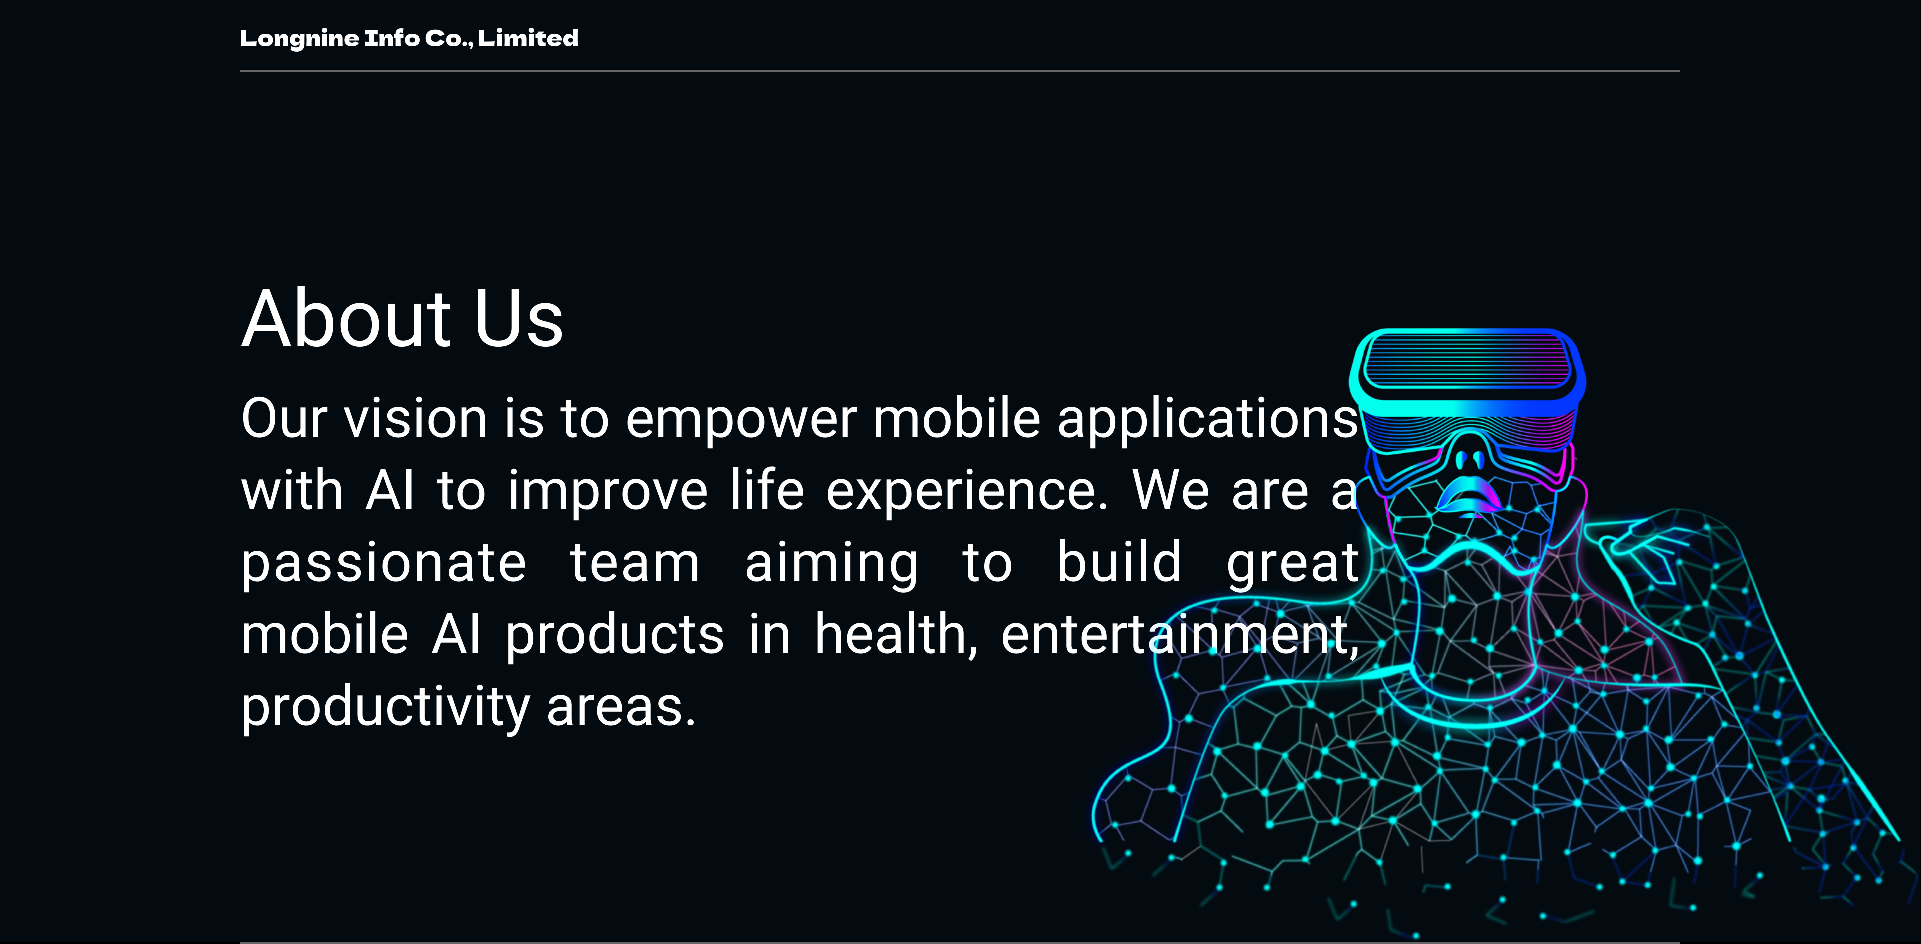 Longnine Info Co., Limited
About Us
Our vision is to empower mobile applications
with AI to improve life experience. We are a
passionate team aiming to build great
mobile AI products in health, entertainment,
productivity areas.